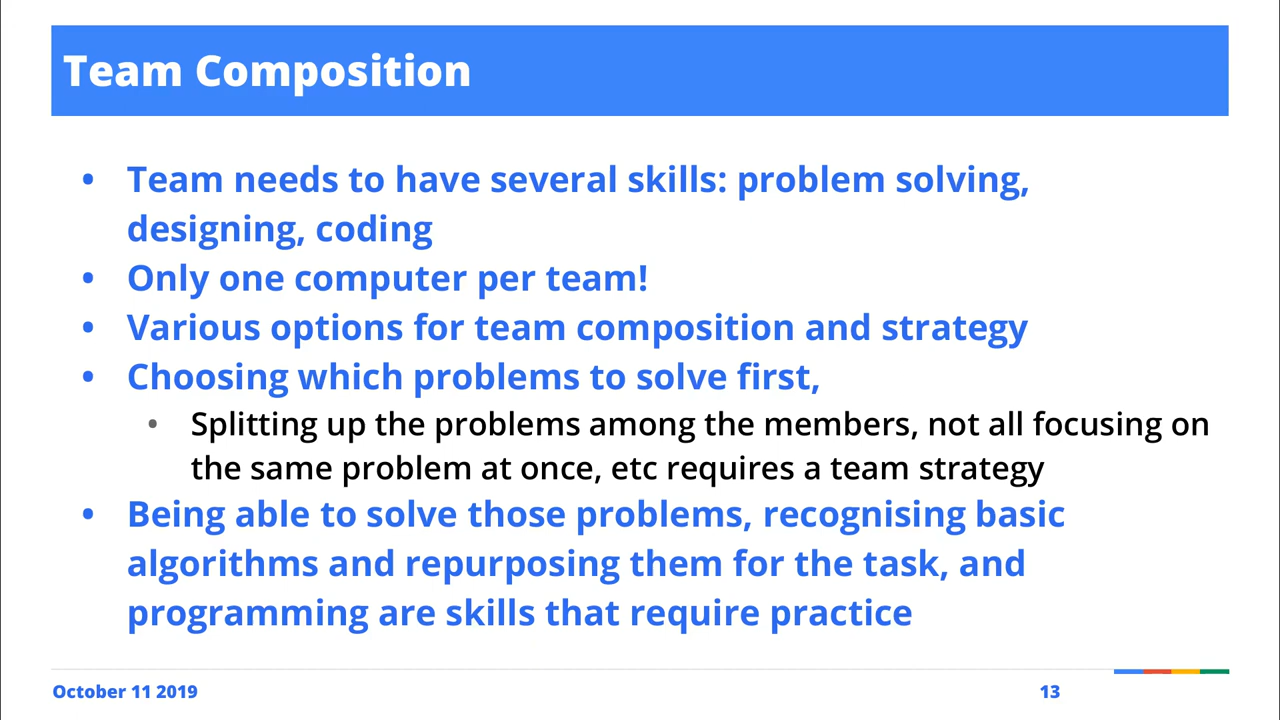 Team Composition
• Team needs to have several skills: problem solving,
designing, coding
• Only one computer per team!
• Various options for team composition and strategy
• Choosing which problems to solve first,
• Splitting up the problems among the members, not all focusing on
the same problem at once, etc requires a team strategy
• Being able to solve those problems, recognising basic
algorithms and repurposing them for the task, and
programming are skills that require practice
October 11 2019
13